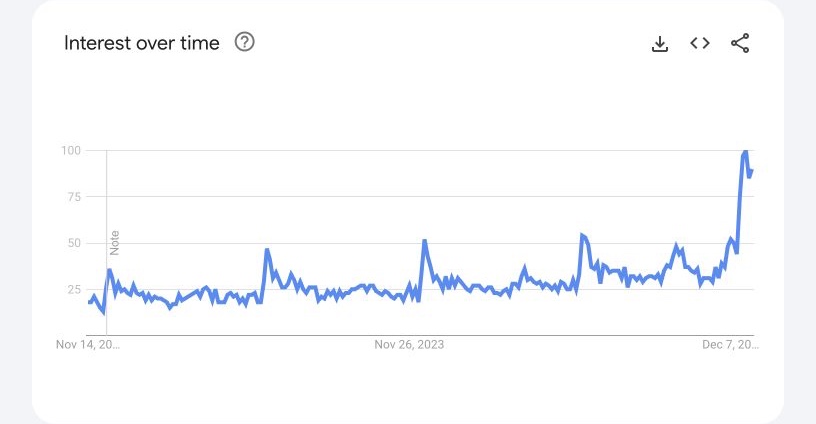 Interest over time
100
75
50
25
Note
Nov 14, 20...
Nov 26, 2023
Dec 7, 20...